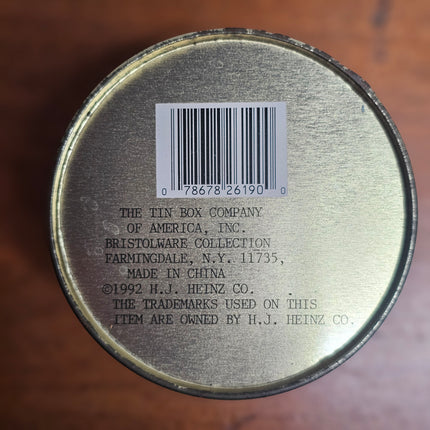 0 78678 26190 0
THE TIN BOX COMPANY
OF AMERICA, INC.
BRISTOLWARE COLLECTION
FARMINGDALE, N.Y. 11735,
MADE IN CHINA
©1992 H.J. HEINZ CO.
THE TRADEMARKS USED ON THIS
ITEM ARE OWNED BY H.J. HEINZ CO.